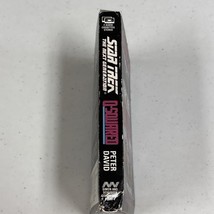 STAR TREK
THE NEXT GENERATION
Q-SQUARED
PETER
DAVID